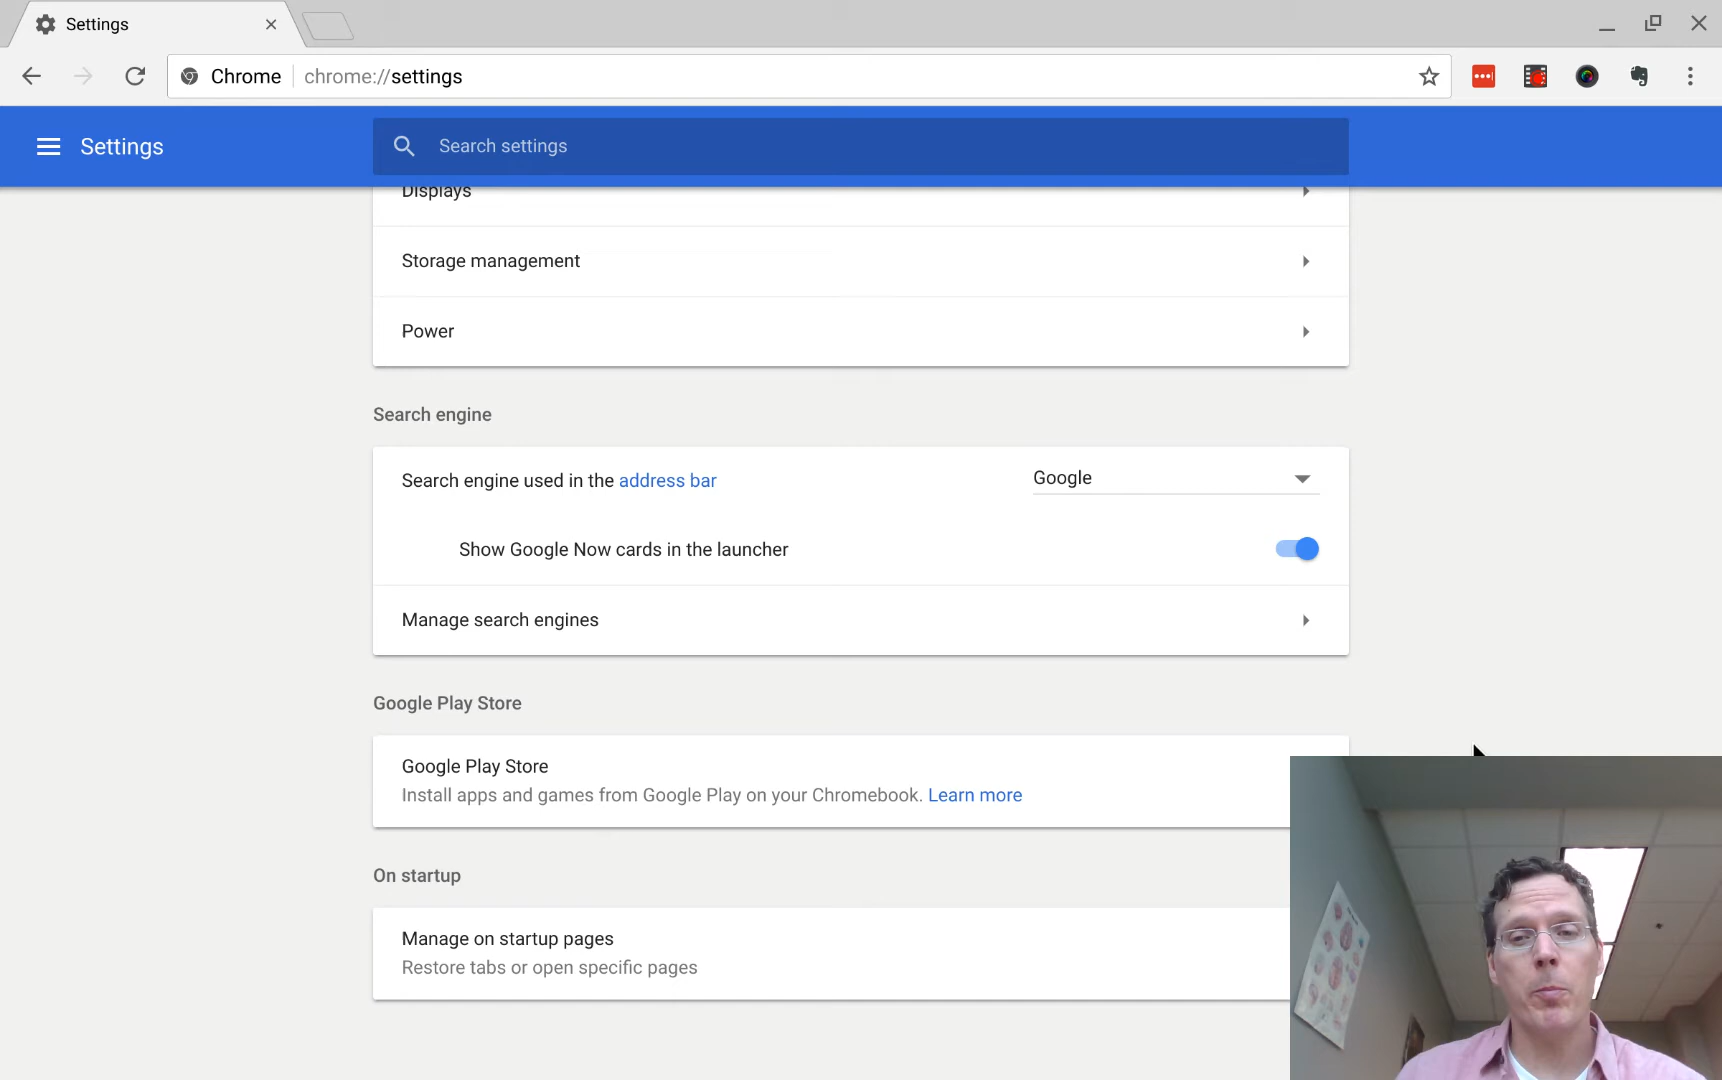 Settings
Chrome chrome://settings
Settings
Search settings
Displays
Storage management
Power
Search engine
Search engine used in the address bar
Google
Show Google Now cards in the launcher
Manage search engines
Google Play Store
Google Play Store
Install apps and games from Google Play on your Chromebook. Learn more
On startup
Manage on startup pages
Restore tabs or open specific pages